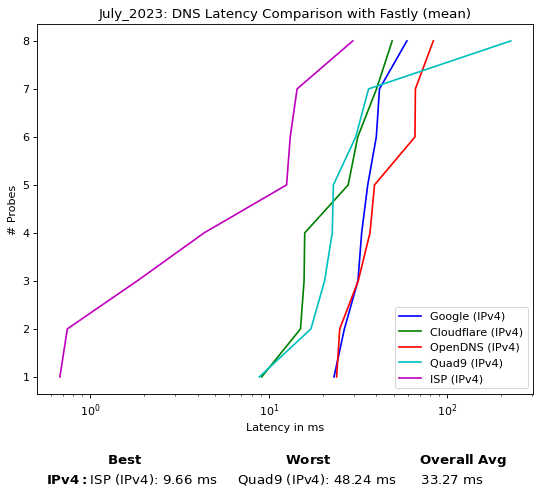 July_2023: DNS Latency Comparison with Fastly (mean)
8
7
6
5
4
3
2
1
# Probes
Google (IPv4)
Cloudflare (IPv4)
OpenDNS (IPv4)
Quad9 (IPv4)
ISP (IPv4)
10⁰ 10¹ 10²
Latency in ms
Best Worst Overall Avg
IPv4: ISP (IPv4): 9.66 ms Quad9 (IPv4): 48.24 ms 33.27 ms